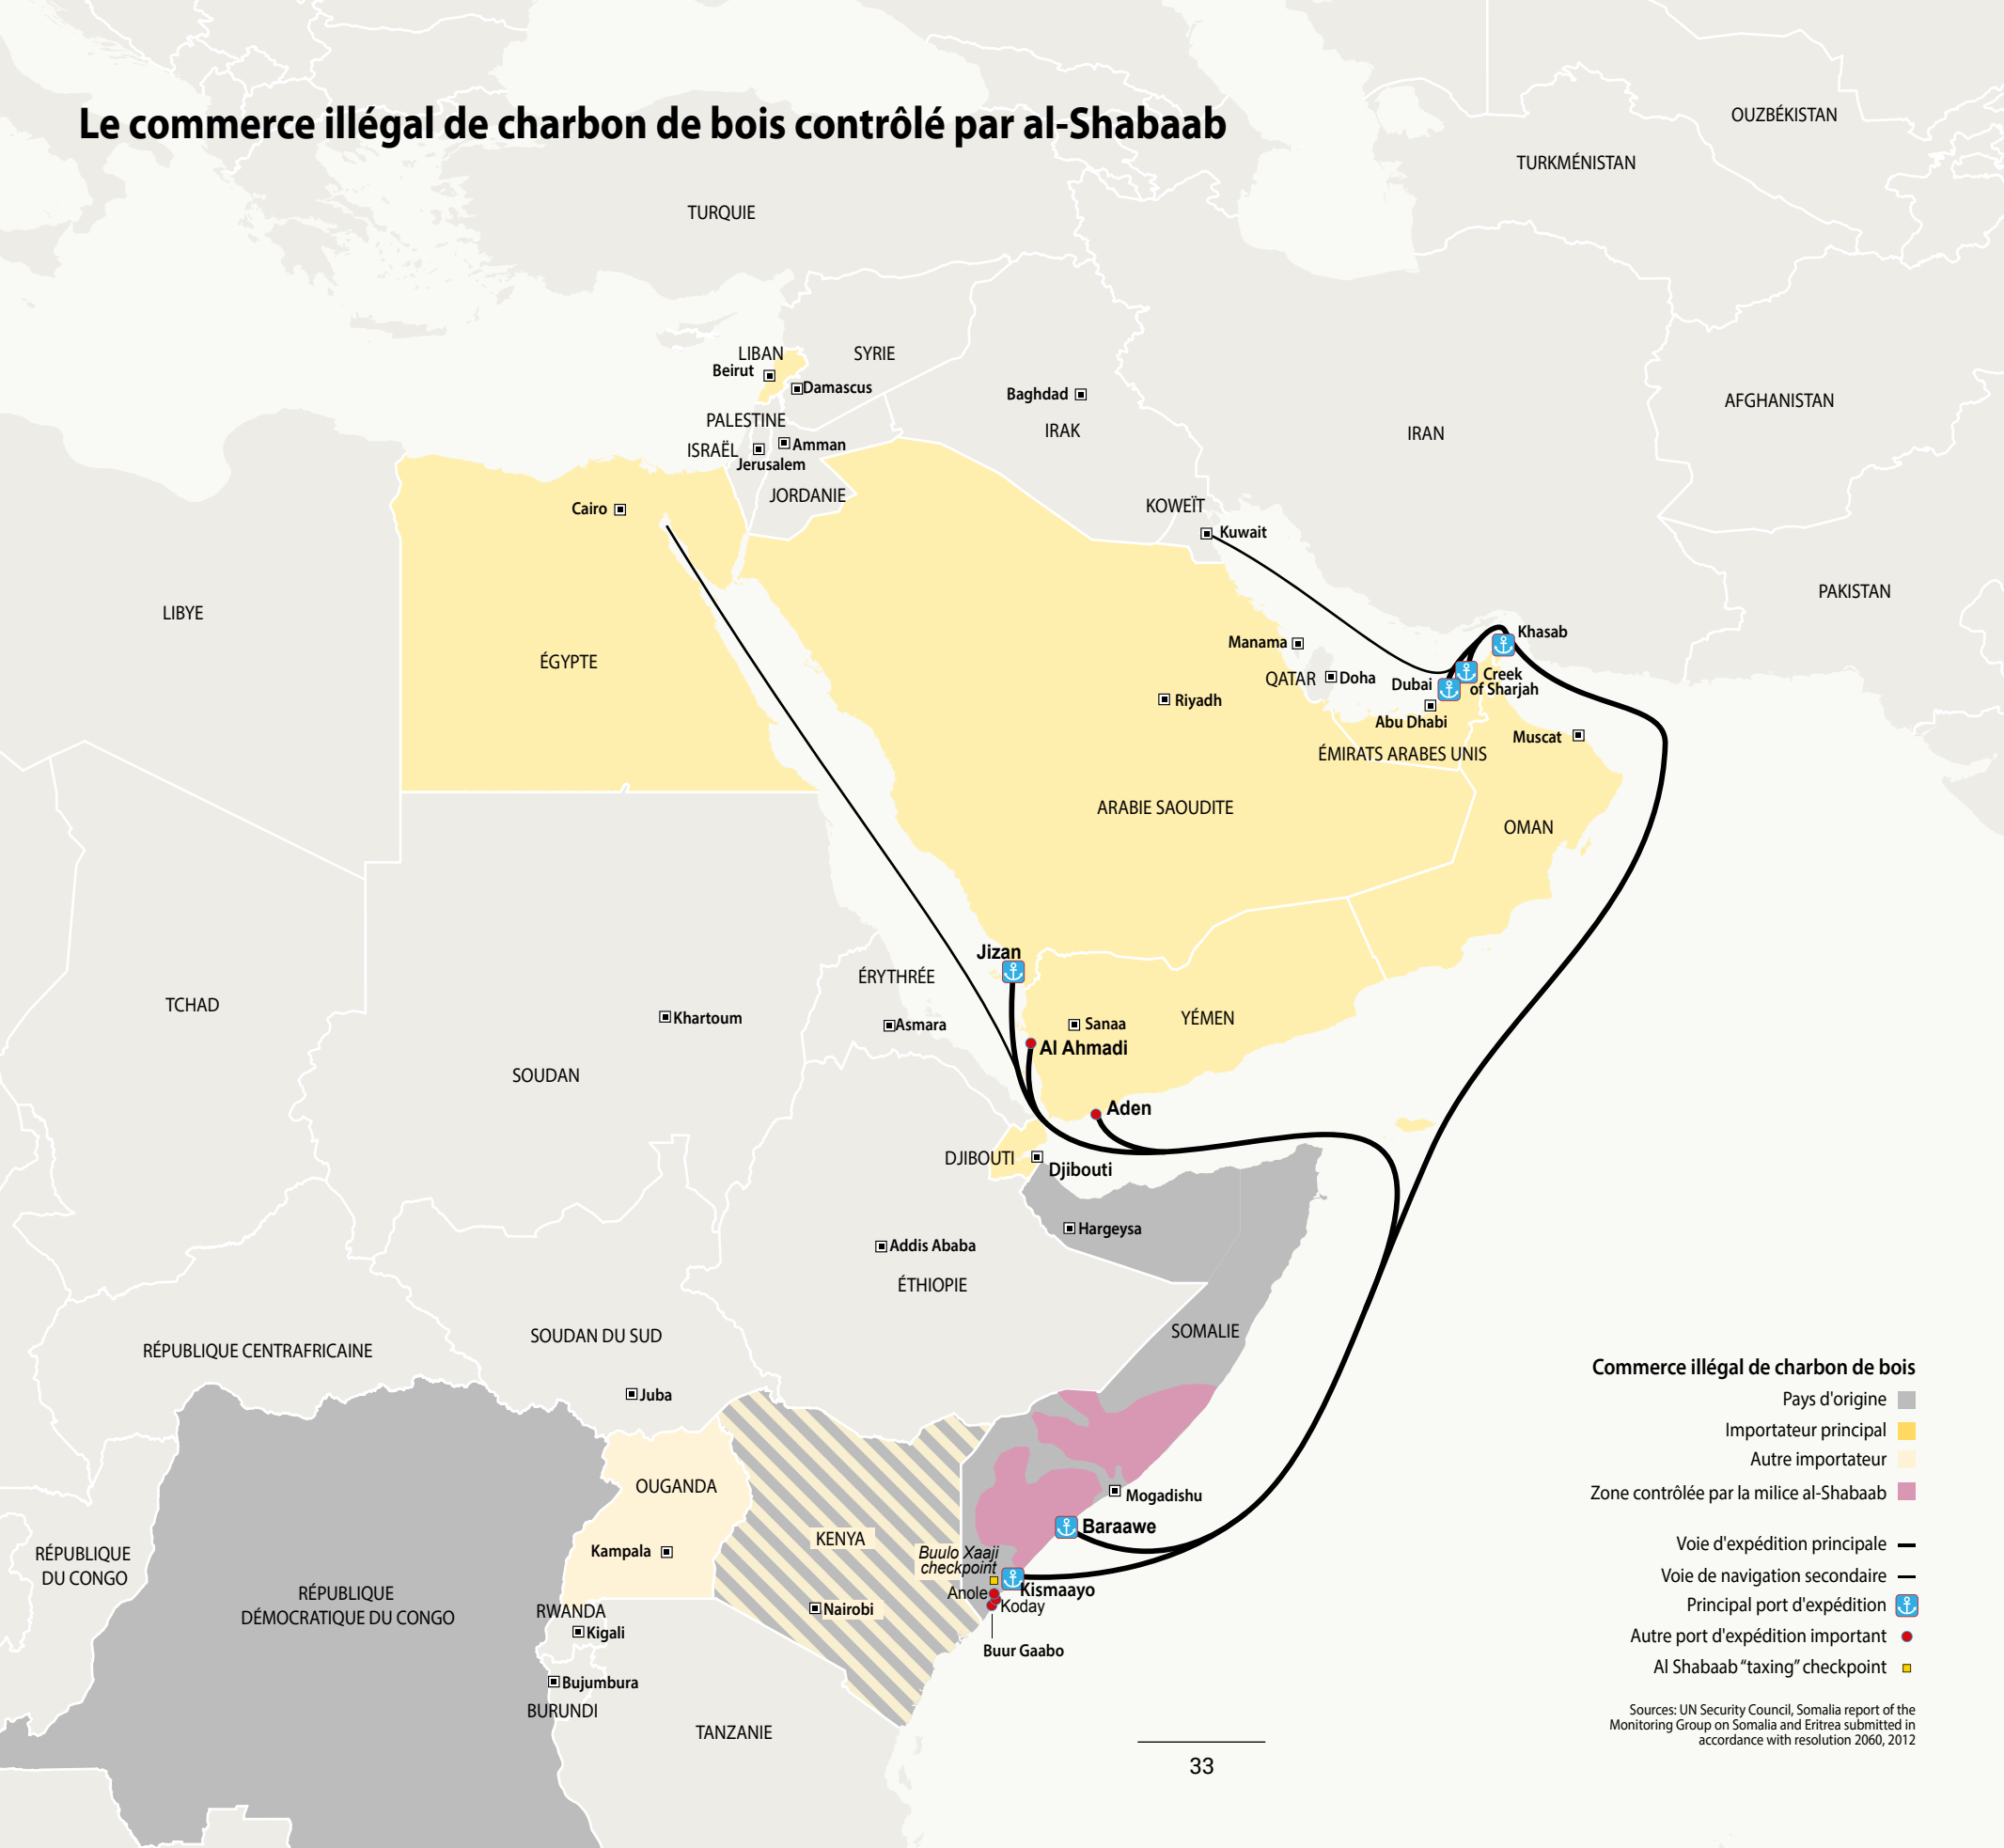 Le commerce illégal de charbon de bois contrôlé par al-Shabaab
OUZBÉKISTAN
TURKMÉNISTAN
TURQUIE
LIBAN
SYRIE
Beirut
Damascus
Baghdad
AFGHANISTAN
PALESTINE
IRAK
IRAN
ISRAËL
Amman
Jerusalem
JORDANIE
Cairo
KOWEÏT
Kuwait
PAKISTAN
LIBYE
Khasab
Manama
ÉGYPTE
QATAR
Doha
Dubai
Creek
of Sharjah
Riyadh
Abu Dhabi
Muscat
ÉMIRATS ARABES UNIS
ARABIE SAOUDITE
OMAN
Jizan
ÉRYTHRÉE
TCHAD
Khartoum
Asmara
Sanaa
YÉMEN
Al Ahmadi
SOUDAN
Aden
DJIBOUTI
Djibouti
Hargeysa
Addis Ababa
ÉTHIOPIE
SOMALIE
SOUDAN DU SUD
RÉPUBLIQUE CENTRAFRICAINE
Juba
OUGANDA
Mogadishu
Baraawe
KENYA
Kampala
Buulo Xaaji
checkpoint
RÉPUBLIQUE
DU CONGO
Kismaayo
Anole
Koday
RÉPUBLIQUE
DÉMOCRATIQUE DU CONGO
RWANDA
Nairobi
Kigali
Buur Gaabo
Bujumbura
BURUNDI
TANZANIE
Commerce illégal de charbon de bois
Pays d'origine
Importateur principal
Autre importateur
Zone contrôlée par la milice al-Shabaab
Voie d'expédition principale
Voie de navigation secondaire
Principal port d'expédition
Autre port d'expédition important
Al Shabaab “taxing” checkpoint
Sources: UN Security Council, Somalia report of the
Monitoring Group on Somalia and Eritrea submitted in
accordance with resolution 2060, 2012
33